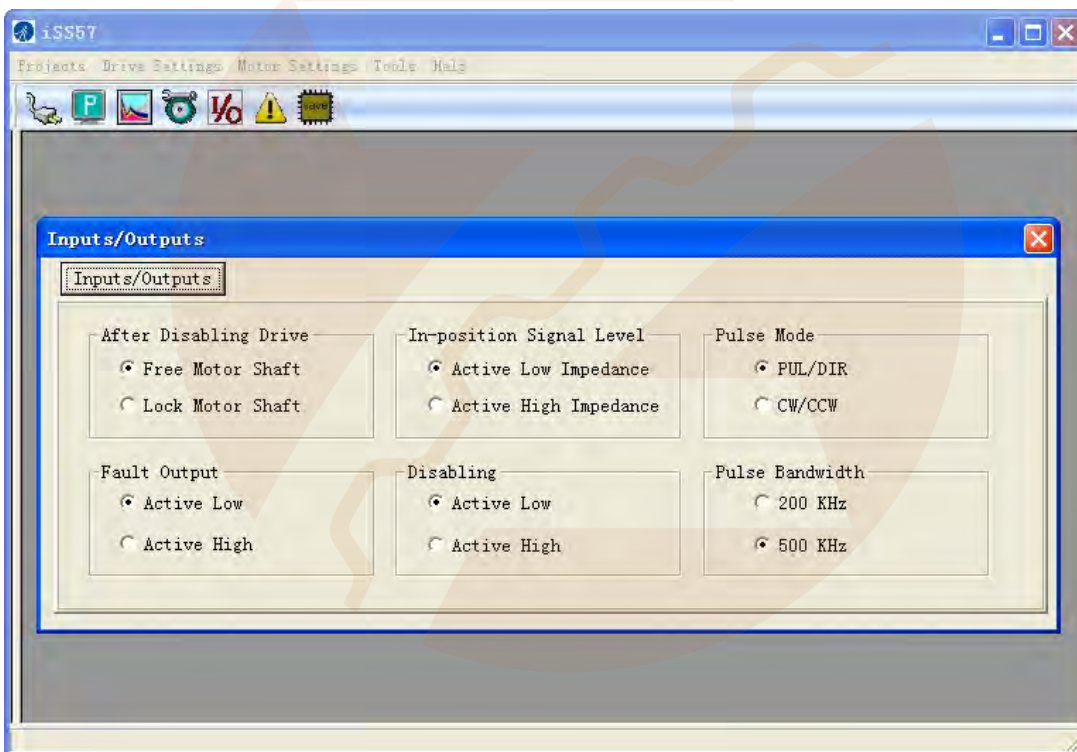 iSS57
Projects Drive Settings Motor Settings Tools Help
P I/O save
Inputs/Outputs
Inputs/Outputs
After Disabling Drive In-position Signal Level Pulse Mode
Free Motor Shaft Active Low Impedance PUL/DIR
Lock Motor Shaft Active High Impedance CW/CCW
Fault Output Disabling Pulse Bandwidth
Active Low Active Low 200 KHz
Active High Active High 500 KHz